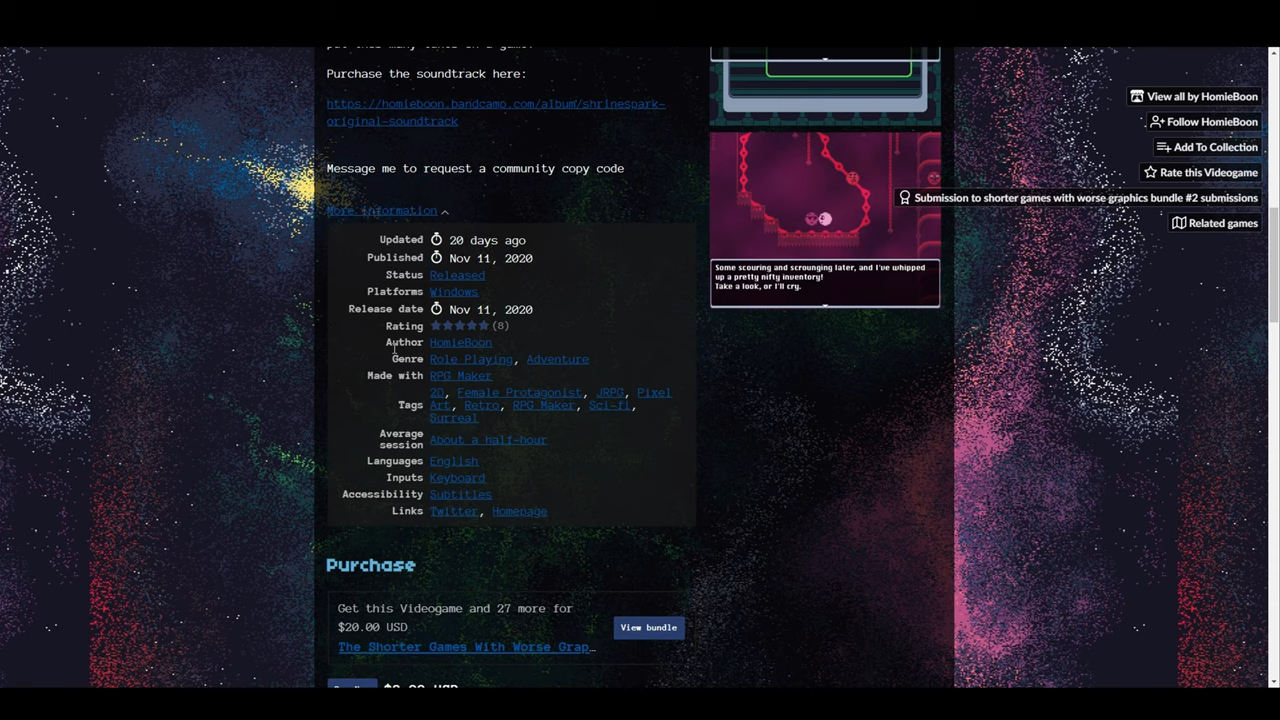 Purchase the soundtrack here:
https://homieboon.bandcamp.com/album/shrinespark-
original-soundtrack
Message me to request a community copy code
More information
Updated 20 days ago
Published Nov 11, 2020
Status Released
Platforms Windows
Release date Nov 11, 2020
Rating (8)
Author HomieBoon
Genre Role Playing, Adventure
Made with RPG Maker
Tags 2D, Female Protagonist, JRPG, Pixel
Art, Retro, RPG Maker, Sci-fi,
Surreal
Average
session About a half-hour
Languages English
Inputs Keyboard
Accessibility Subtitles
Links Twitter, Homepage
Purchase
Get this Videogame and 27 more for
$20.00 USD
View bundle
The Shorter Games With Worse Grap…
Some scouring and scrounging later, and I've whipped
up a pretty nifty inventory!
Take a look, or I'll cry.
View all by HomieBoon
Follow HomieBoon
Add To Collection
Rate this Videogame
Submission to shorter games with worse graphics bundle #2 submissions
Related games